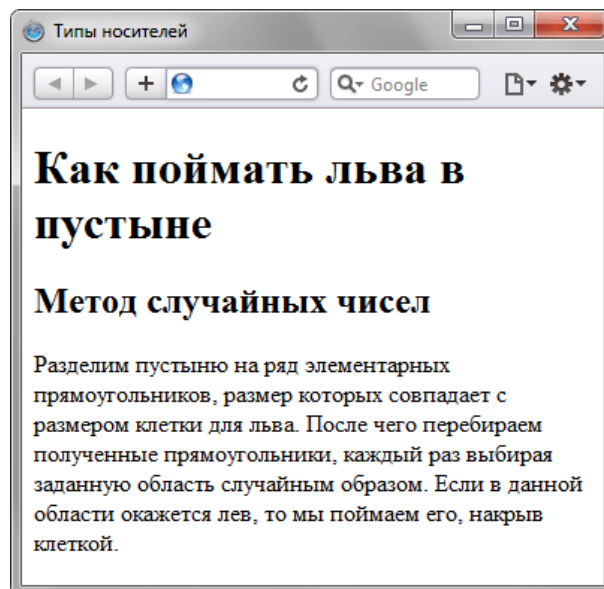 Типы носителей
Google
Как поймать льва в
пустыне
Метод случайных чисел
Разделим пустыню на ряд элементарных
прямоугольников, размер которых совпадает с
размером клетки для льва. После чего перебираем
полученные прямоугольники, каждый раз выбирая
заданную область случайным образом. Если в данной
области окажется лев, то мы поймаем его, накрыв
клеткой.